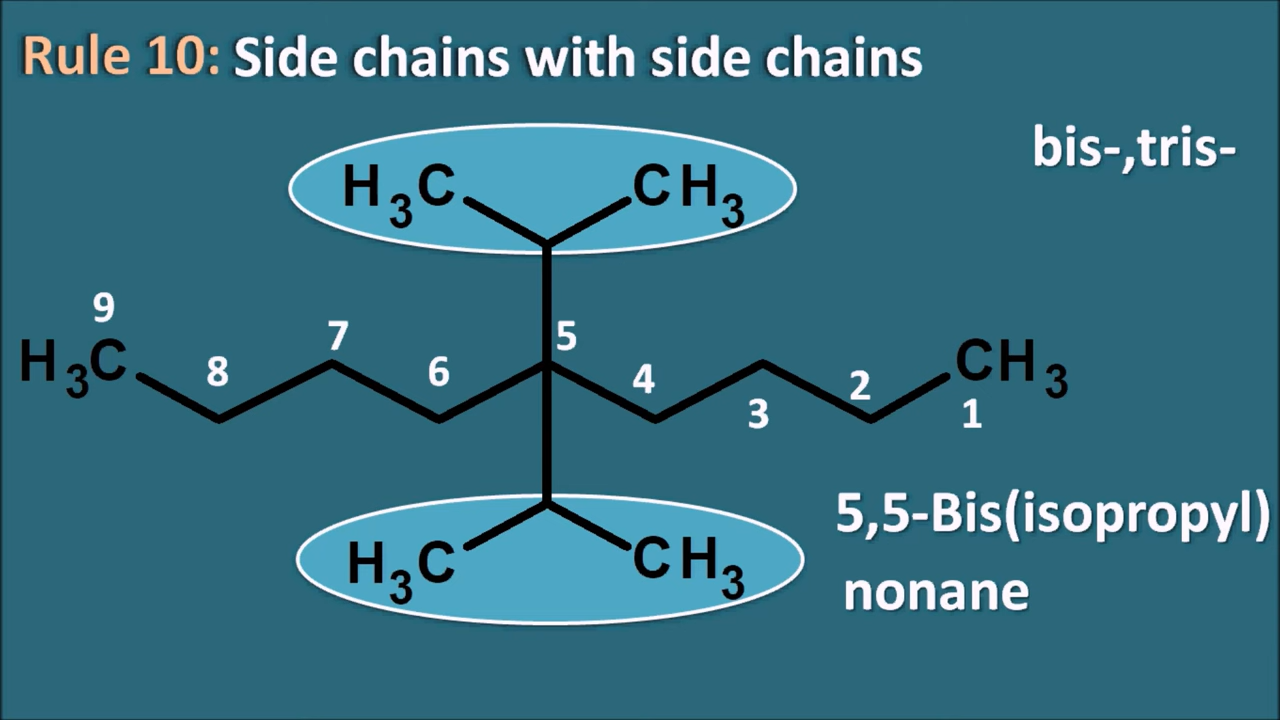 Rule 10: Side chains with side chains
bis-,tris-
H3C CH3
9 7 5
H3C 8 6 4 2 CH3
3 1
5,5-Bis(isopropyl)
H3C CH3
nonane